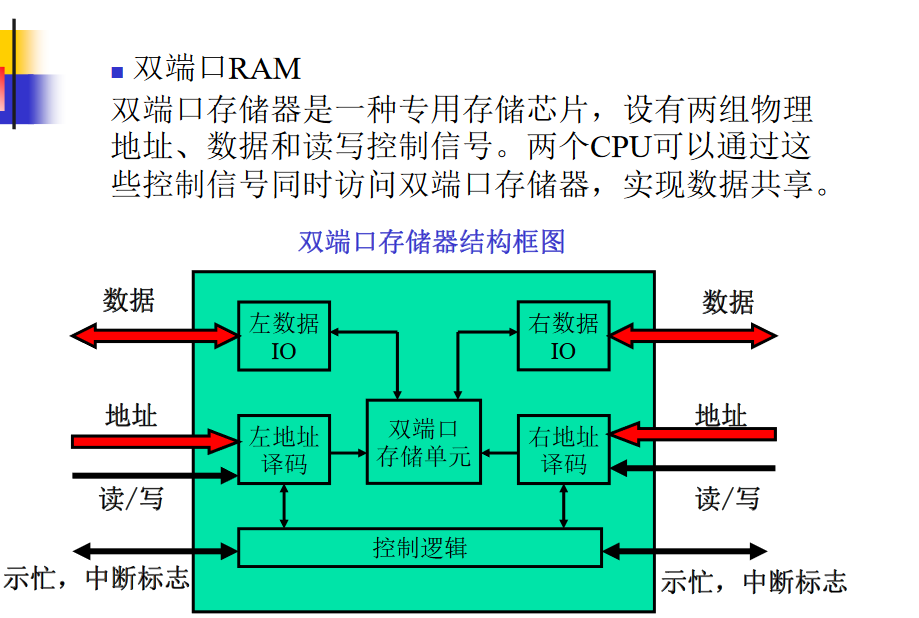 双端口RAM
双端口存储器是一种专用存储芯片，设有两组物理
地址、数据和读写控制信号。两个CPU可以通过这
些控制信号同时访问双端口存储器，实现数据共享。
双端口存储器结构框图
数据
左数据
IO
右数据
IO
数据
地址
左地址
译码
双端口
存储单元
右地址
译码
地址
读/写
读/写
控制逻辑
示忙，中断标志
示忙，中断标志